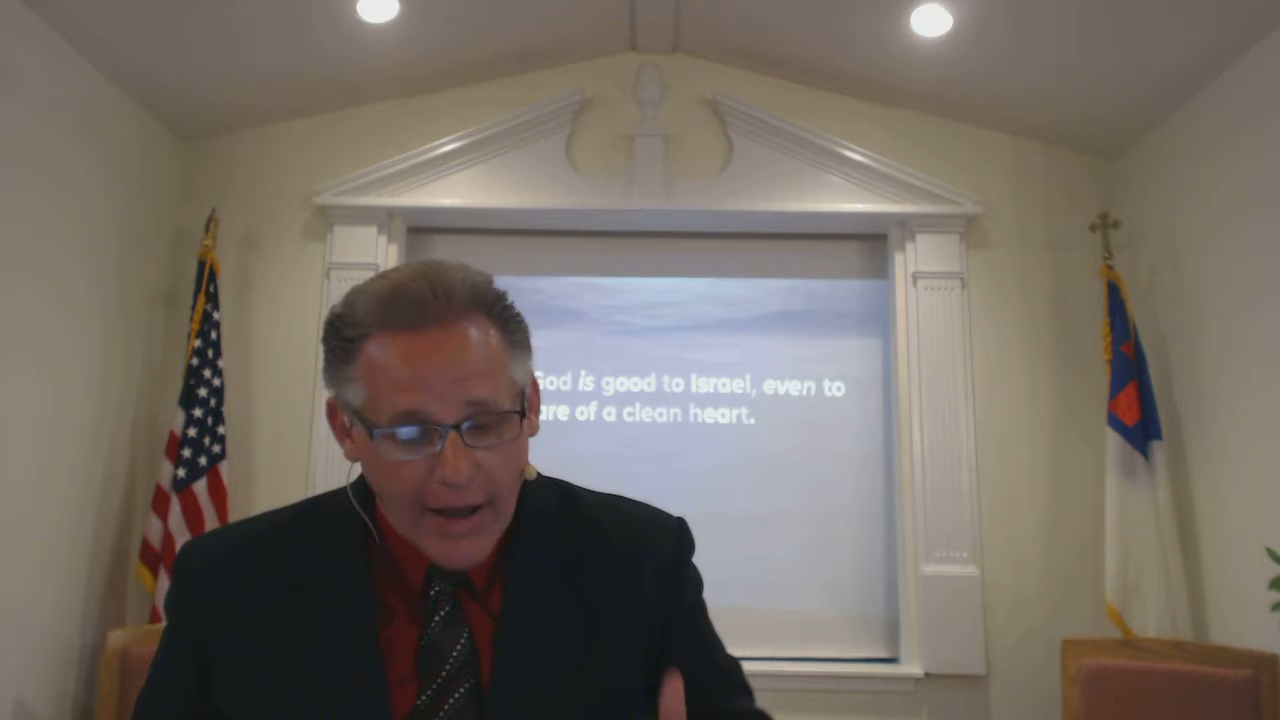 God is good to Israel, even to
are of a clean heart.